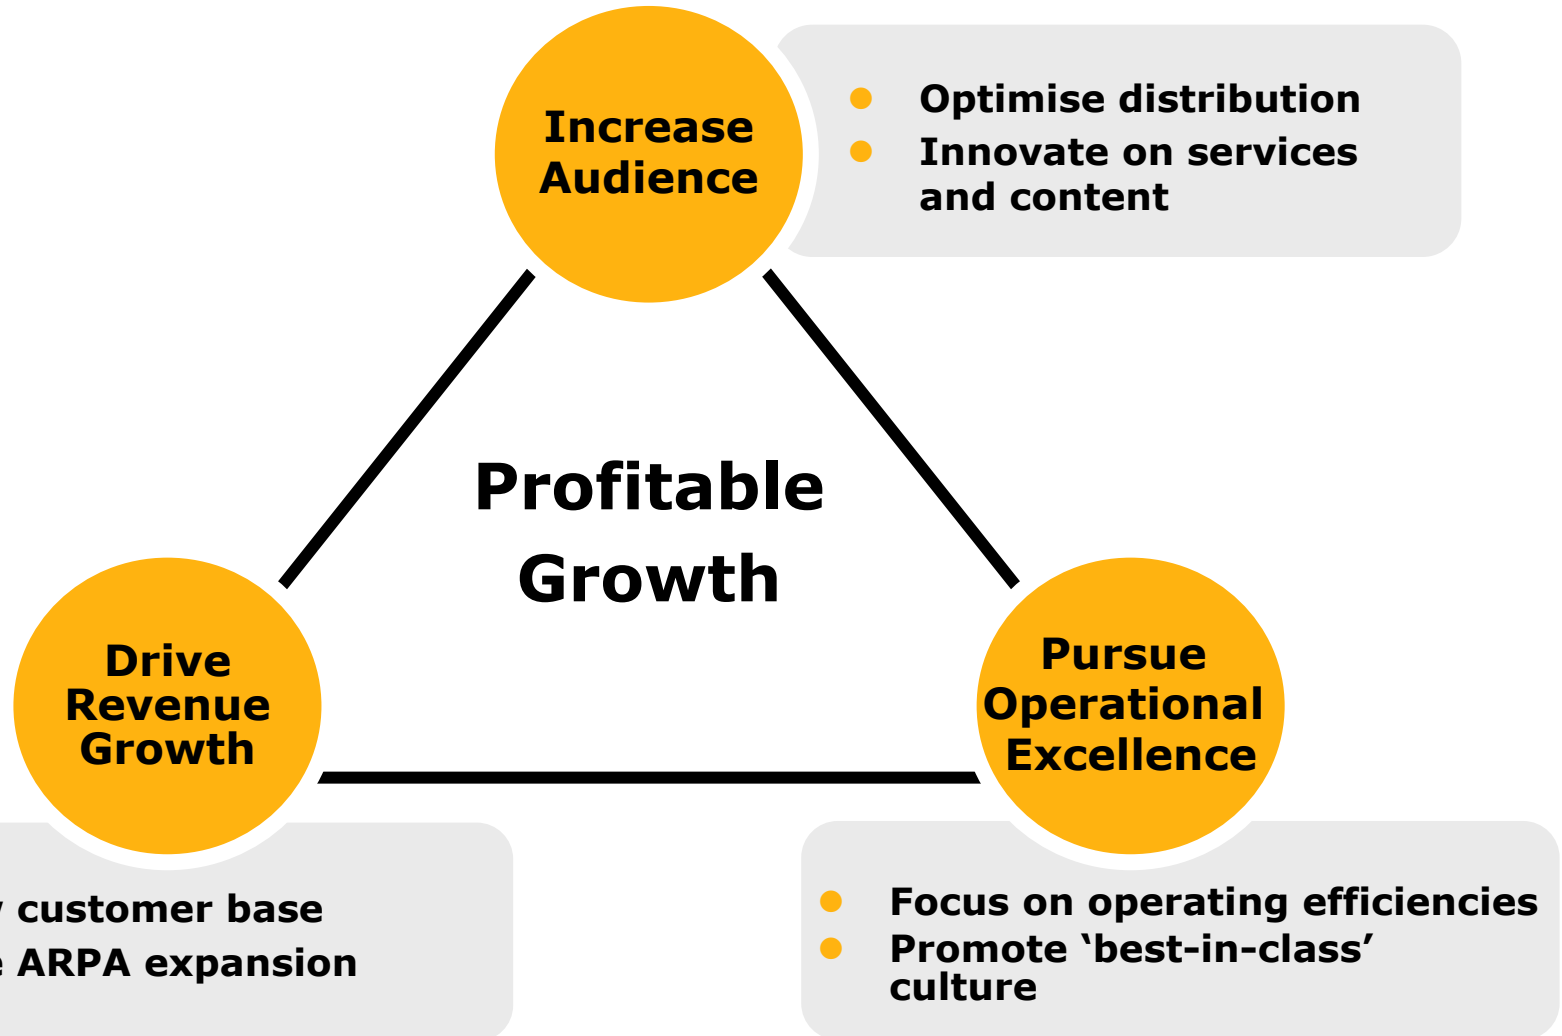 Increase
Audience
● Optimise distribution
● Innovate on services
and content
Profitable
Growth
Drive
Revenue
Growth
Pursue
Operational
Excellence
customer base
ARPA expansion
● Focus on operating efficiencies
● Promote ‘best-in-class’
culture